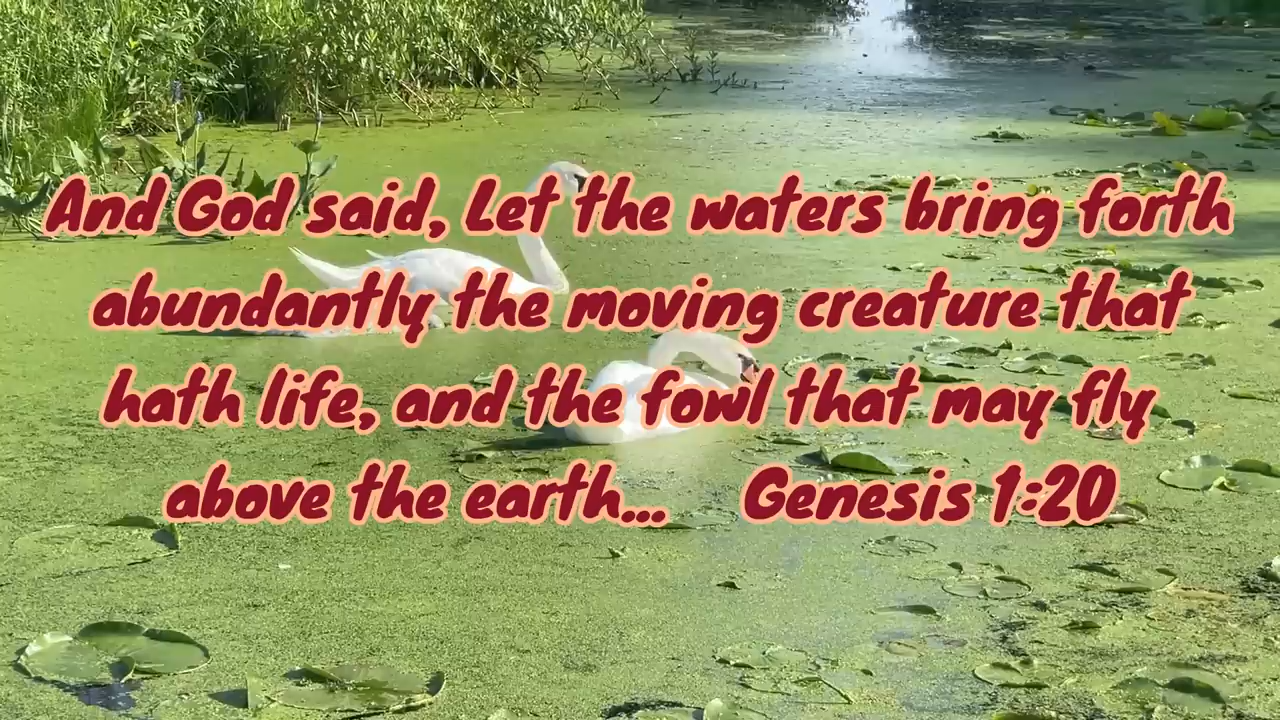 And God said, Let the waters bring forth
abundantly the moving creature that
hath life, and the fowl that may fly
above the earth... Genesis 1:20